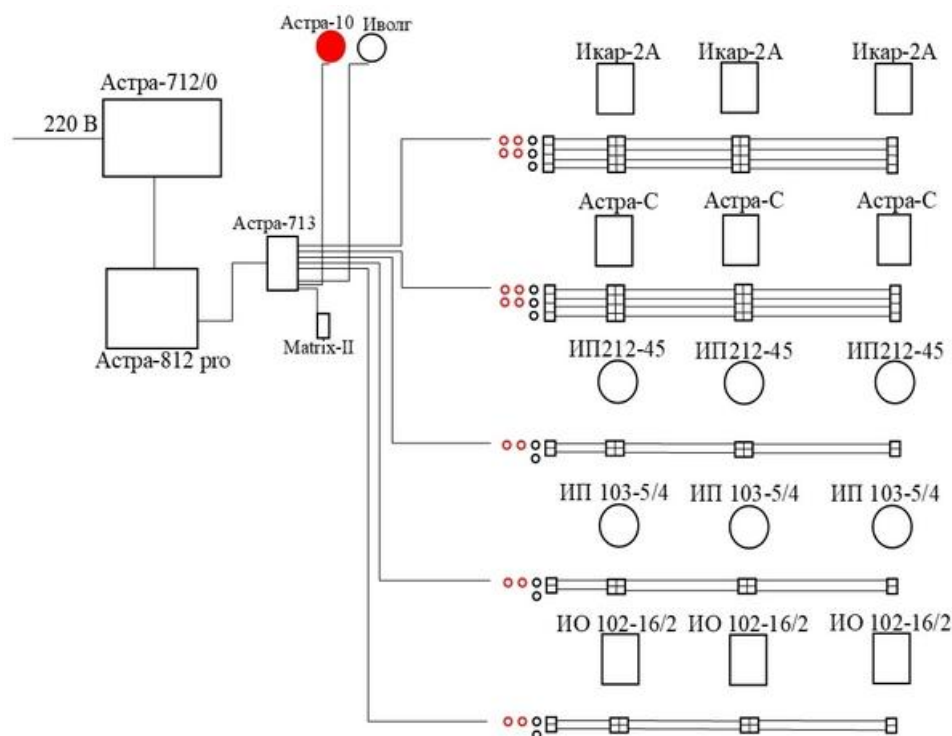 Астра-10 Иволг
Икар-2А Икар-2А Икар-2А
Астра-712/0
220 В
Астра-С Астра-С Астра-С
Астра-713
Matrix-II
Астра-812 pro
ИП212-45 ИП212-45 ИП212-45
ИП 103-5/4 ИП 103-5/4 ИП 103-5/4
ИО 102-16/2 ИО 102-16/2 ИО 102-16/2